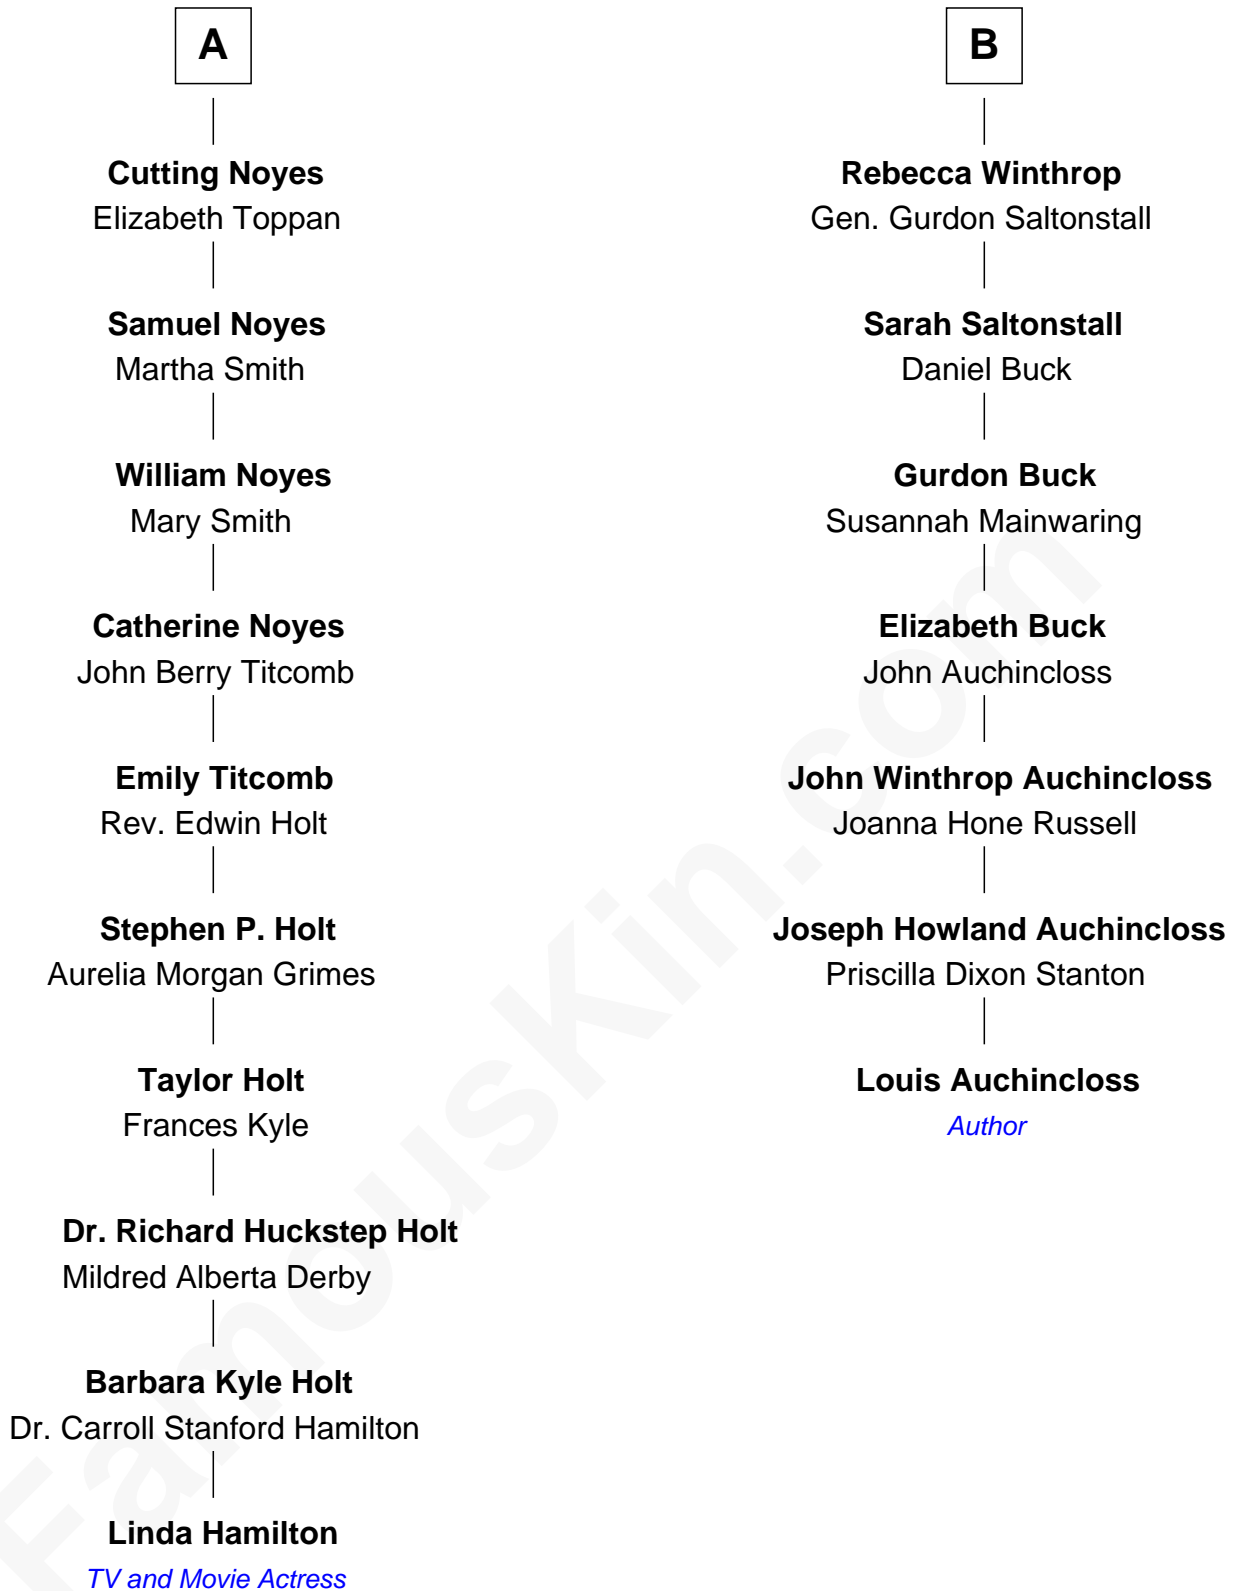 A
Cutting Noyes
Elizabeth Toppan
Samuel Noyes
Martha Smith
William Noyes
Mary Smith
Catherine Noyes
John Berry Titcomb
Emily Titcomb
Rev. Edwin Holt
Stephen P. Holt
Aurelia Morgan Grimes
Taylor Holt
Frances Kyle
Dr. Richard Huckstep Holt
Mildred Alberta Derby
Barbara Kyle Holt
Dr. Carroll Stanford Hamilton
Linda Hamilton
TV and Movie Actress
B
Rebecca Winthrop
Gen. Gurdon Saltonstall
Sarah Saltonstall
Daniel Buck
Gurdon Buck
Susannah Mainwaring
Elizabeth Buck
John Auchincloss
John Winthrop Auchincloss
Joanna Hone Russell
Joseph Howland Auchincloss
Priscilla Dixon Stanton
Louis Auchincloss
Author
FamousKin.com